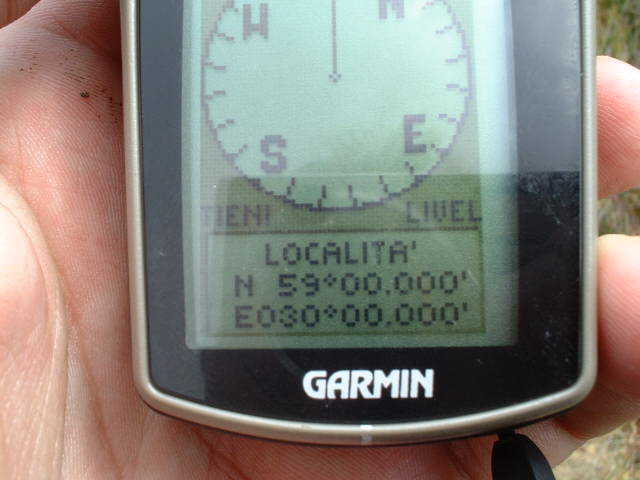 W N
S E
TIENI LIVEL
LOCALITA'
N 59°00.000'
E030°00.000'
GARMIN